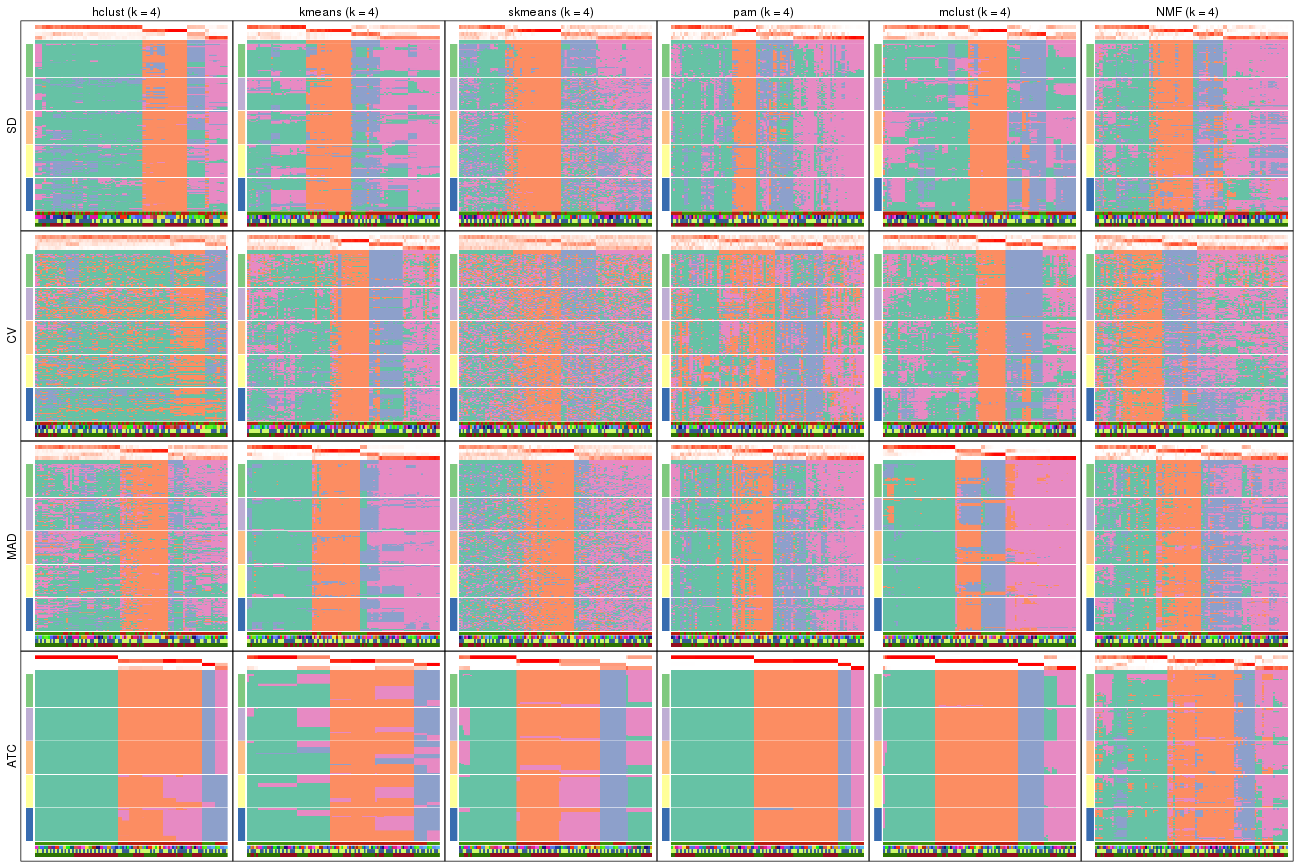 hclust (k = 4) kmeans (k = 4) skmeans (k = 4) pam (k = 4) mclust (k = 4) NMF (k = 4)
SD
CV
MAD
ATC